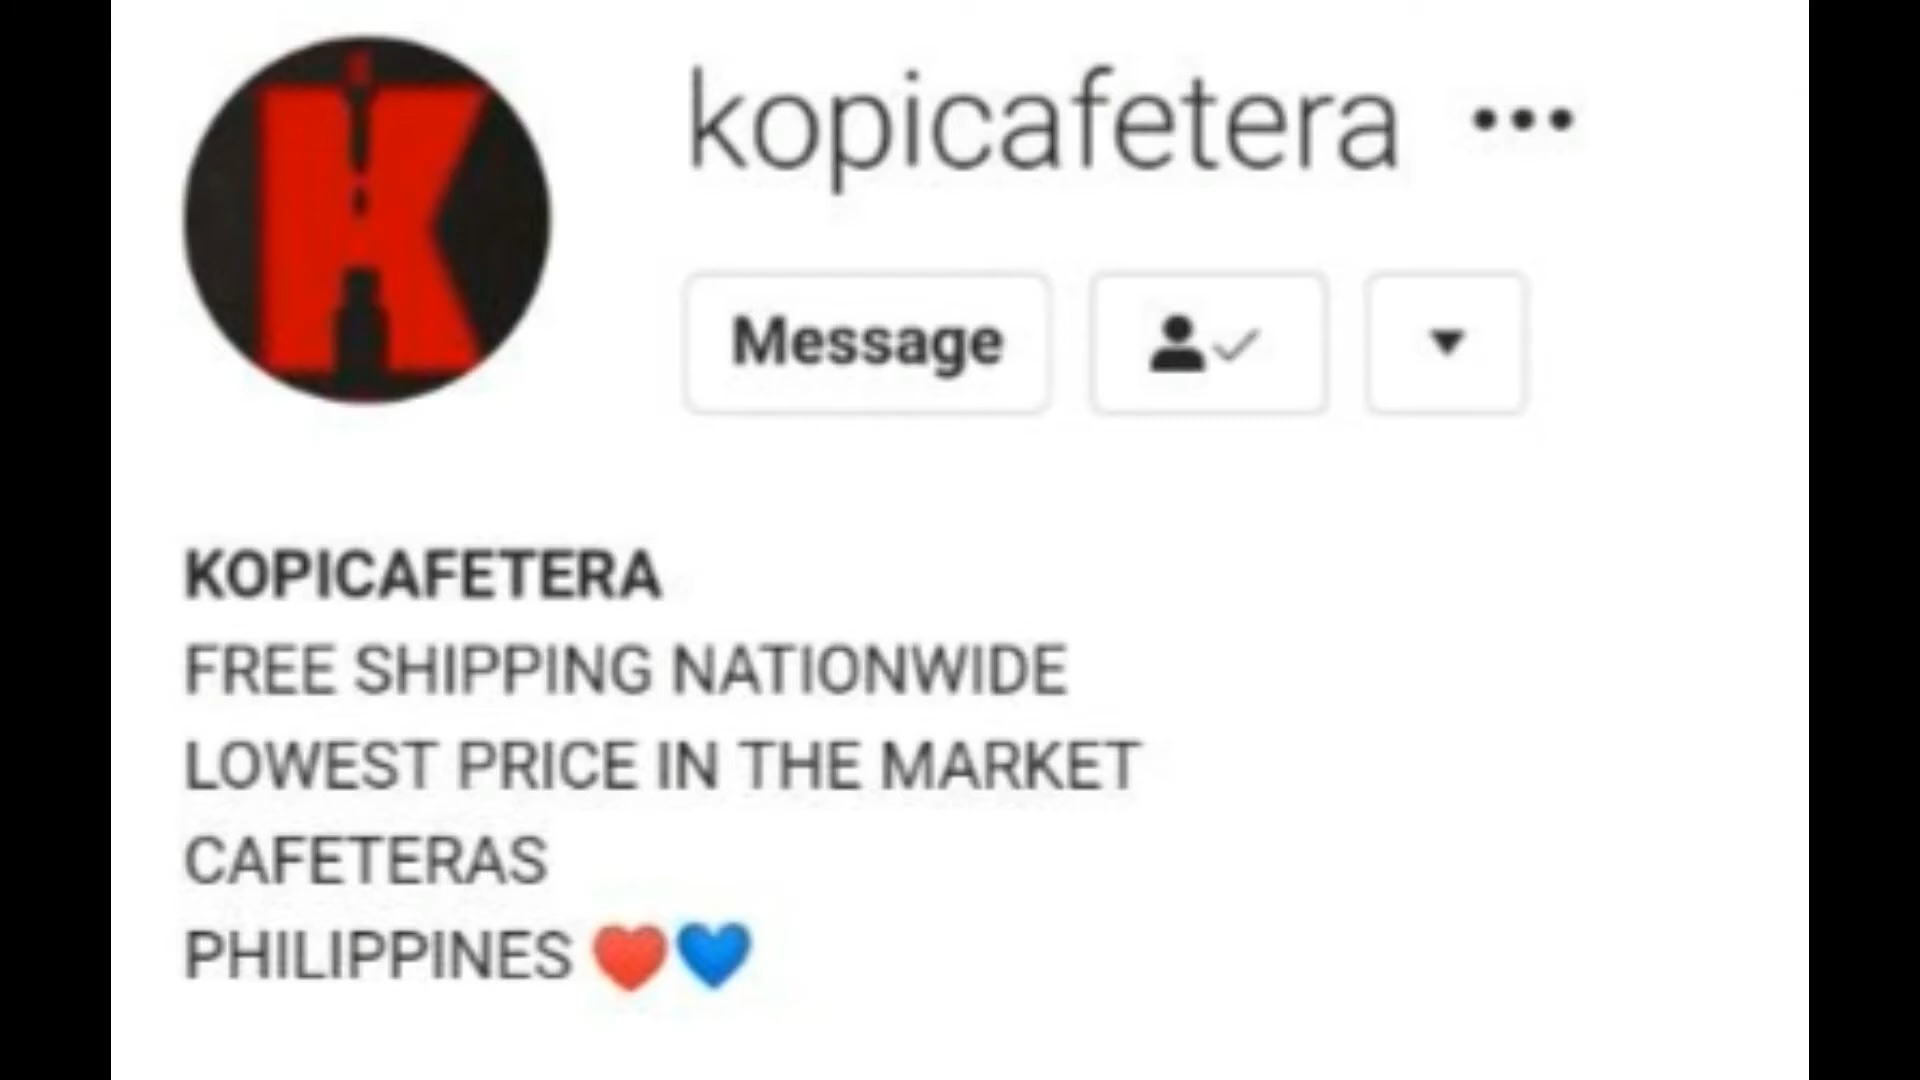 K
kopicafetera
Message
KOPICAFETERA
FREE SHIPPING NATIONWIDE
LOWEST PRICE IN THE MARKET
CAFETERAS
PHILIPPINES ❤️💙